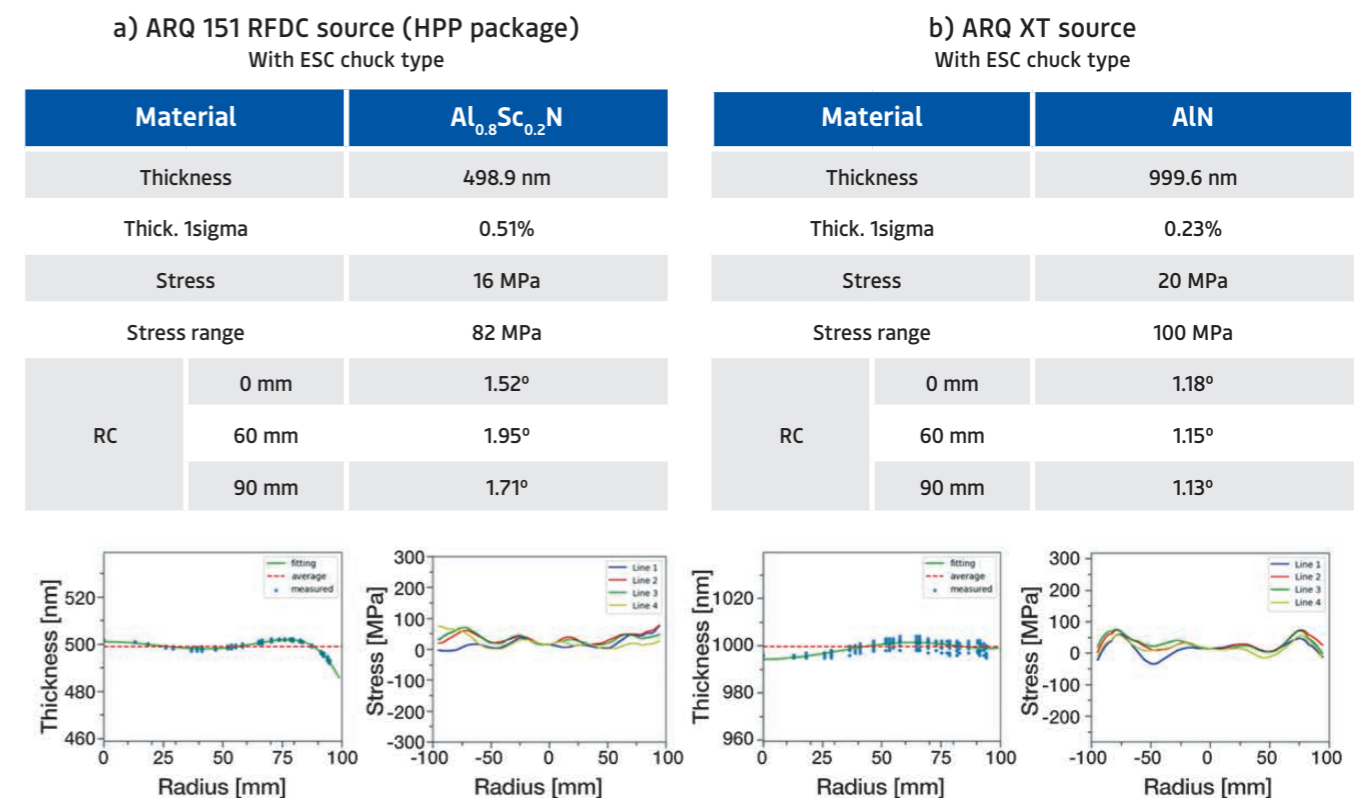 a) ARQ 151 RFDC source (HPP package)
With ESC chuck type
Material Al0.8Sc0.2N
Thickness 498.9 nm
Thick. 1sigma 0.51%
Stress 16 MPa
Stress range 82 MPa
RC
0 mm 1.52º
60 mm 1.95º
90 mm 1.71º
b) ARQ XT source
With ESC chuck type
Material AlN
Thickness 999.6 nm
Thick. 1sigma 0.23%
Stress 20 MPa
Stress range 100 MPa
RC
0 mm 1.18º
60 mm 1.15º
90 mm 1.13º
Thickness [nm]
520
500
480
460
0 25 50 75 100
Radius [mm]
fitting
average
measured
Stress [MPa]
300
200
100
0
-100
-200
-300
-100 -50 0 50 100
Radius [mm]
Line 1
Line 2
Line 3
Line 4
Thickness [nm]
1020
1000
980
960
0 25 50 75 100
Radius [mm]
fitting
average
measured
Stress [MPa]
300
200
100
0
-100
-200
-100 -50 0 50 100
Radius [mm]
Line 1
Line 2
Line 3
Line 4